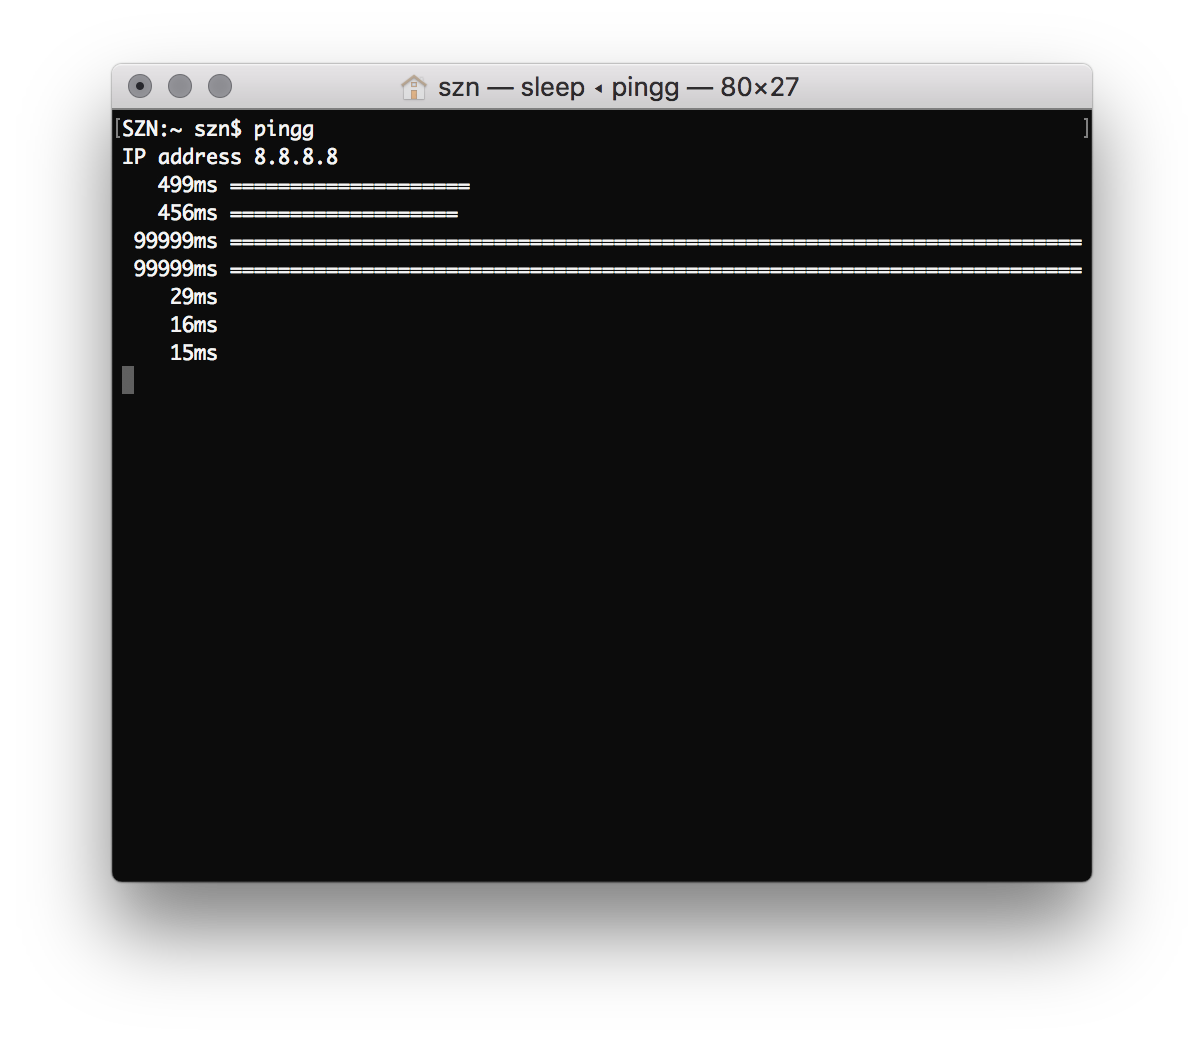 szn — sleep ◂ pingg — 80×27
[SZN:~ szn$ pingg ]
IP address 8.8.8.8
499ms ====================
456ms ===================
99999ms =======================================================================
99999ms =======================================================================
29ms
16ms
15ms